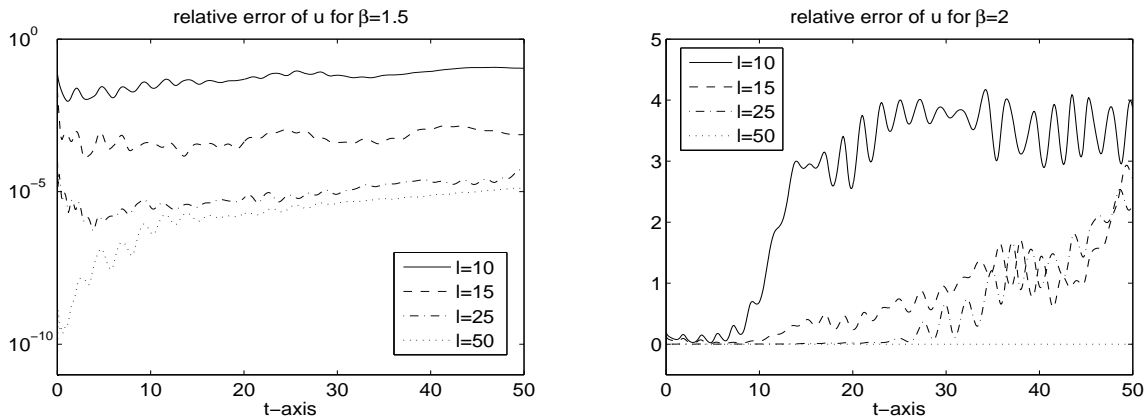 relative error of u for β=1.5
10^0
10^−5
10^−10
0 10 20 30 40 50
t−axis
l=10
l=15
l=25
l=50
relative error of u for β=2
5
4
3
2
1
0
0 10 20 30 40 50
t−axis
l=10
l=15
l=25
l=50